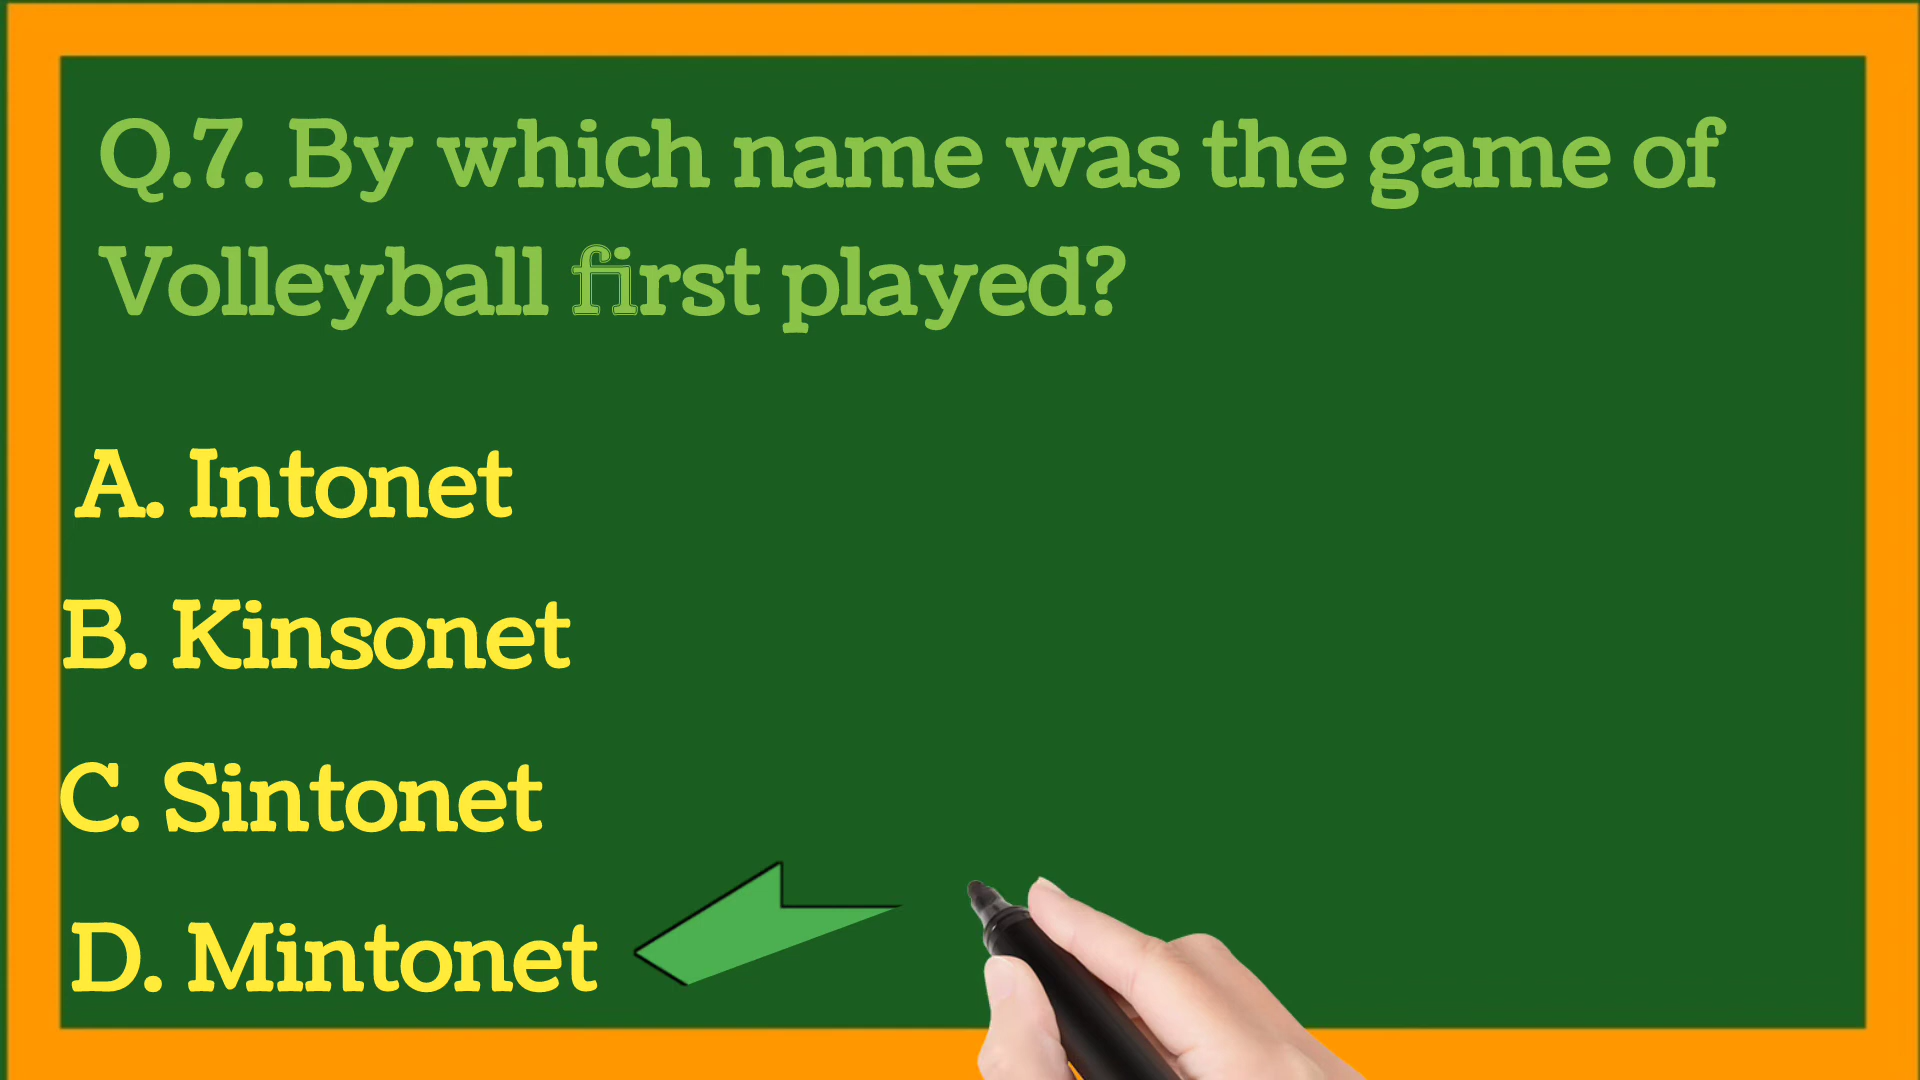 Q.7. By which name was the game of
Volleyball first played?
A. Intonet
B. Kinsonet
C. Sintonet
D. Mintonet